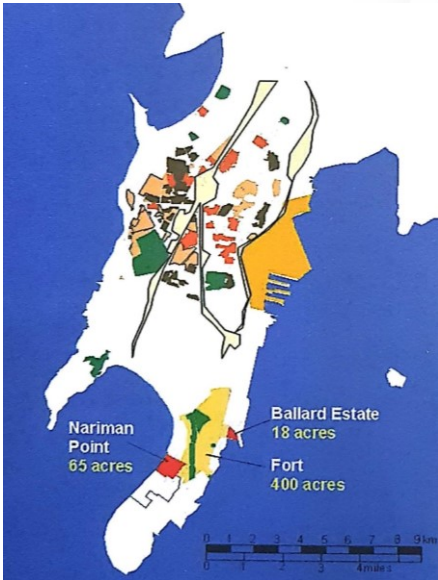 Nariman
Point
65 acres
Ballard Estate
18 acres
Fort
400 acres
0 1 2 3 4 5 6 7 8 9 km
0 1 2 3 4 miles